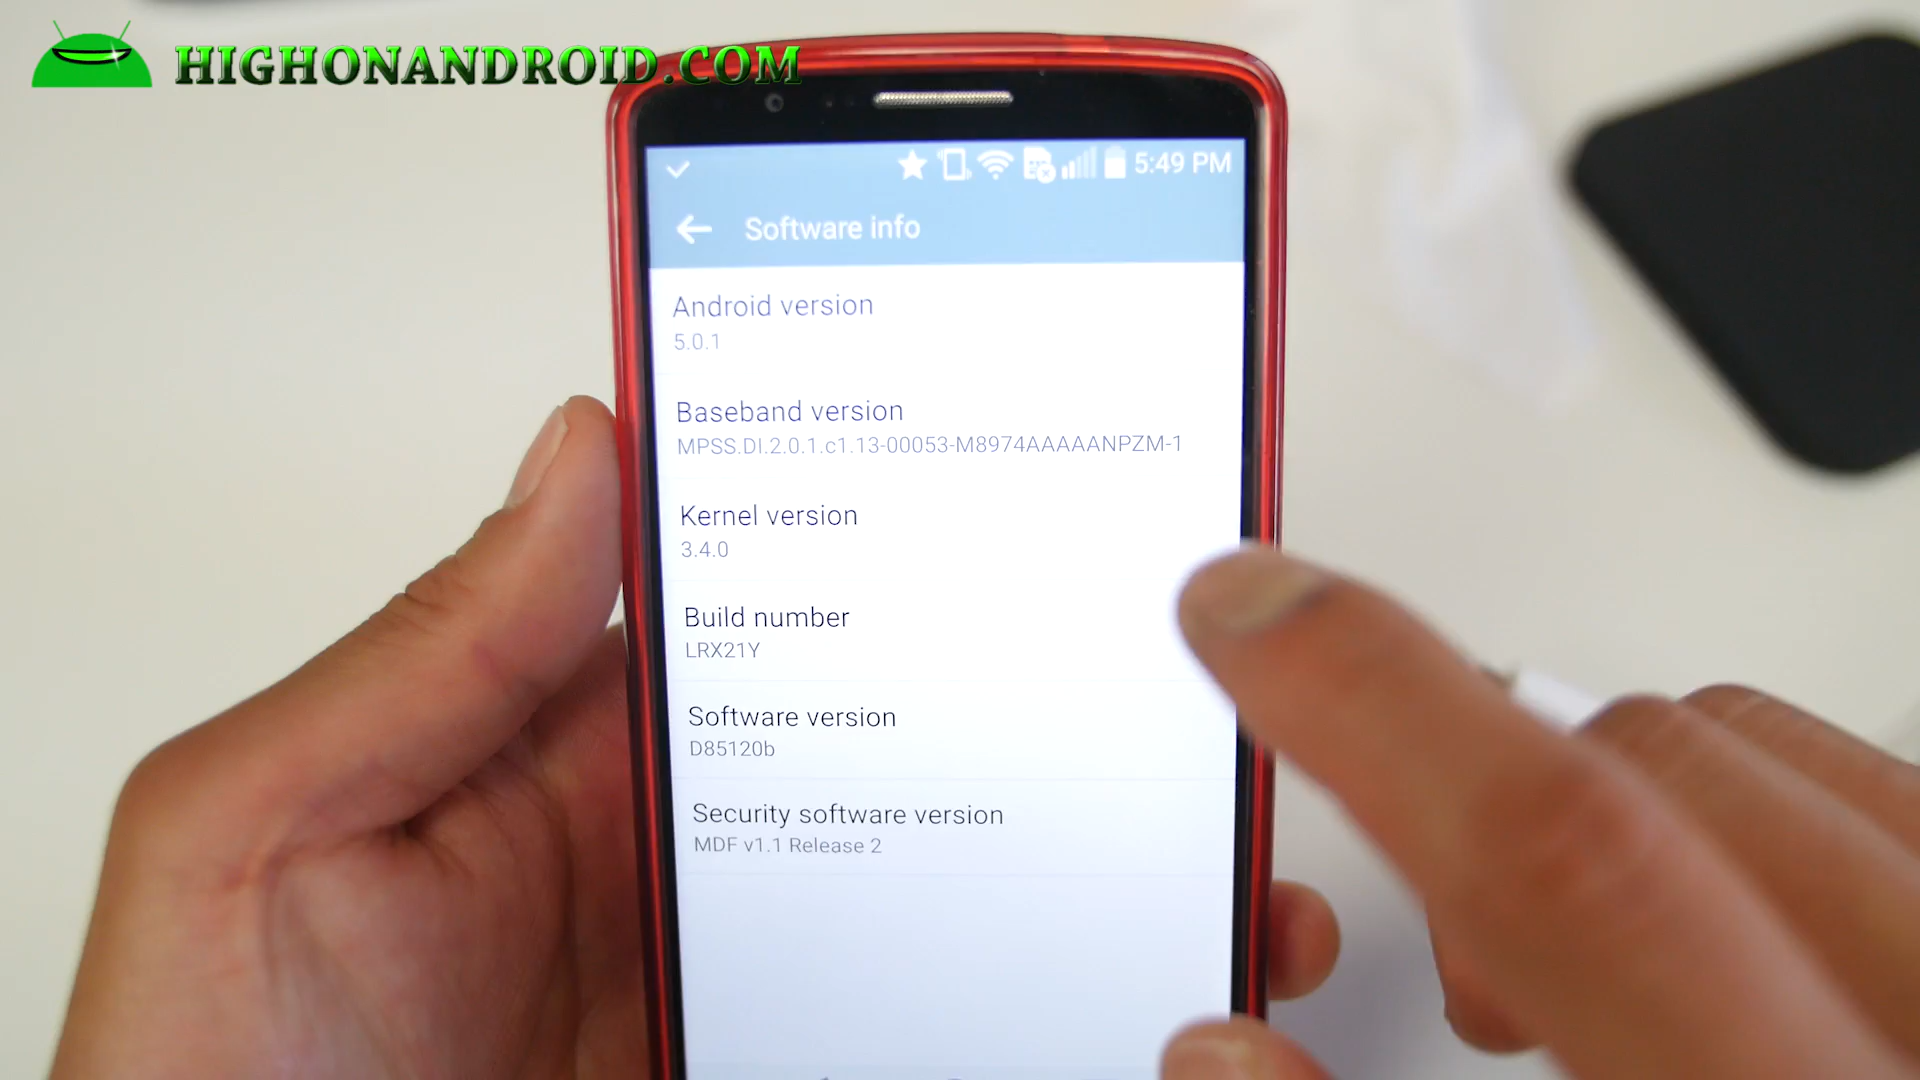 HIGHONANDROID.COM
5:49 PM
Software info
Android version
5.0.1
Baseband version
MPSS.DI.2.0.1.c1.13-00053-M8974AAAAANPZM-1
Kernel version
3.4.0
Build number
LRX21Y
Software version
D85120b
Security software version
MDF v1.1 Release 2